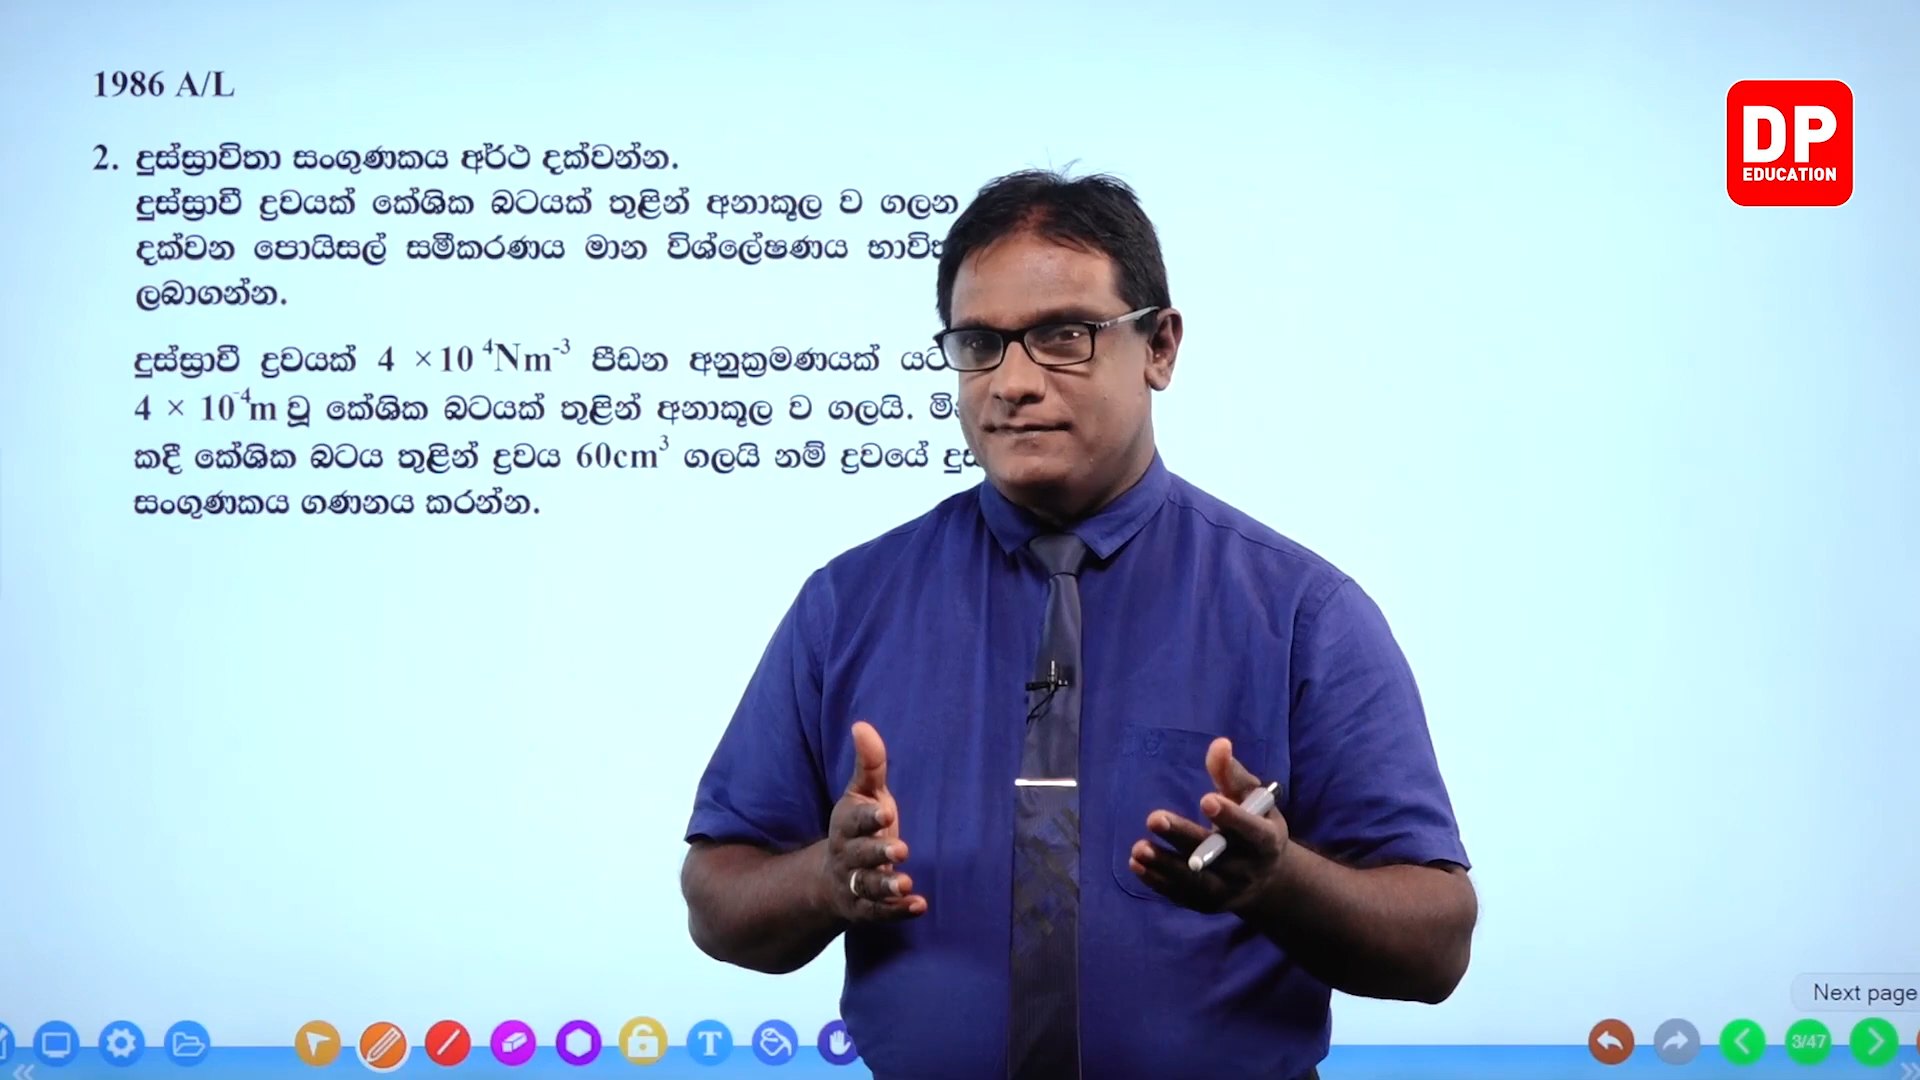 1986 A/L
2. දුස්ස්‍රාවිතා සංගුණකය අර්ථ දක්වන්න.
දුස්ස්‍රාවී ද්‍රවයක් කේශික බටයක් තුළින් අනාකූල ව ගලන
දක්වන පොයිසල් සමීකරණය මාන විශ්ලේෂණය
ලබාගන්න.
දුස්ස්‍රාවී ද්‍රවයක් 4 ×10 ⁴Nm⁻³ පීඩන අනුක්‍රමණයක්
4 × 10⁻⁴m වූ කේශික බටයක් තුළින් අනාකූල ව ගලයි.
කදී කේශික බටය තුළින් ද්‍රවය 60cm³ ගලයි නම් ද්‍රවයේ
සංගුණකය ගණනය කරන්න.
DP
EDUCATION
Next page
T
3/47